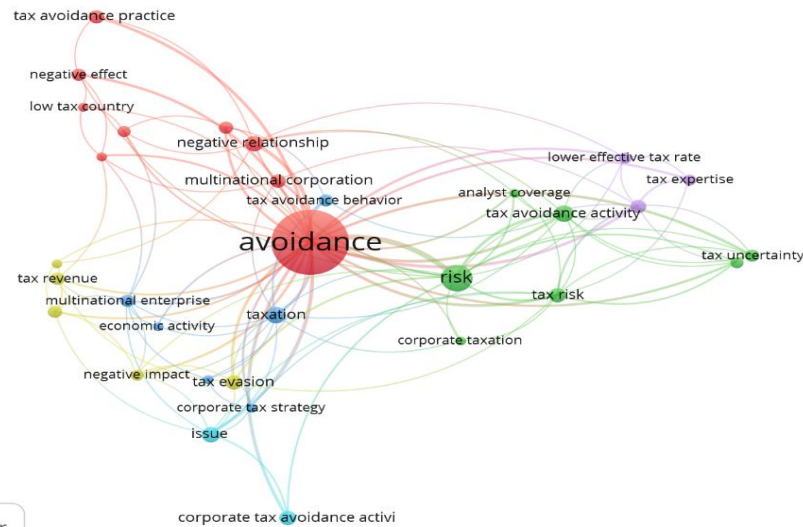 tax avoidance practice
negative effect
low tax country
negative relationship
lower effective tax rate
multinational corporation
tax expertise
analyst coverage
tax avoidance behavior
tax avoidance activity
avoidance
tax uncertainty
tax revenue
risk
multinational enterprise
tax risk
taxation
economic activity
corporate taxation
negative impact
tax evasion
corporate tax strategy
issue
corporate tax avoidance activi